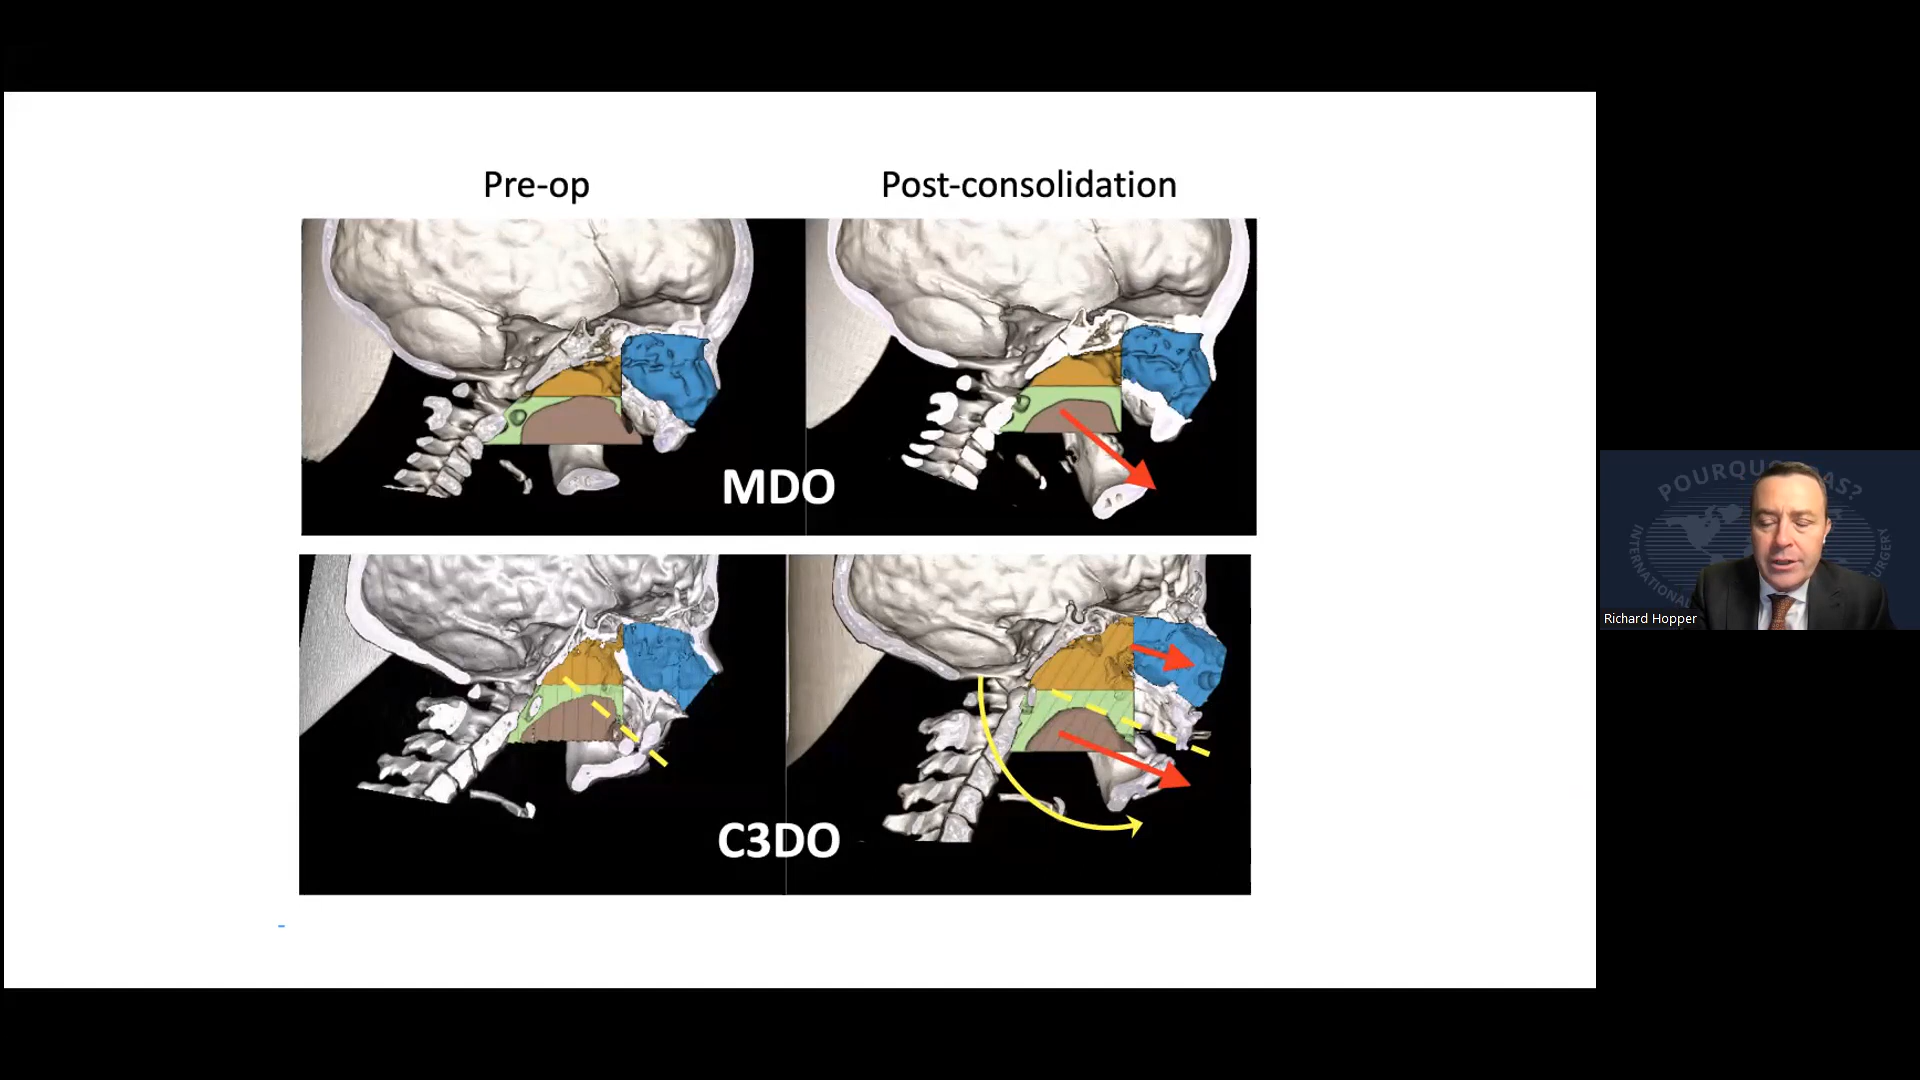 Pre-op
Post-consolidation
MDO
C3DO
POURQUOI PAS?
INTERNATIONAL
SURGERY
Richard Hopper